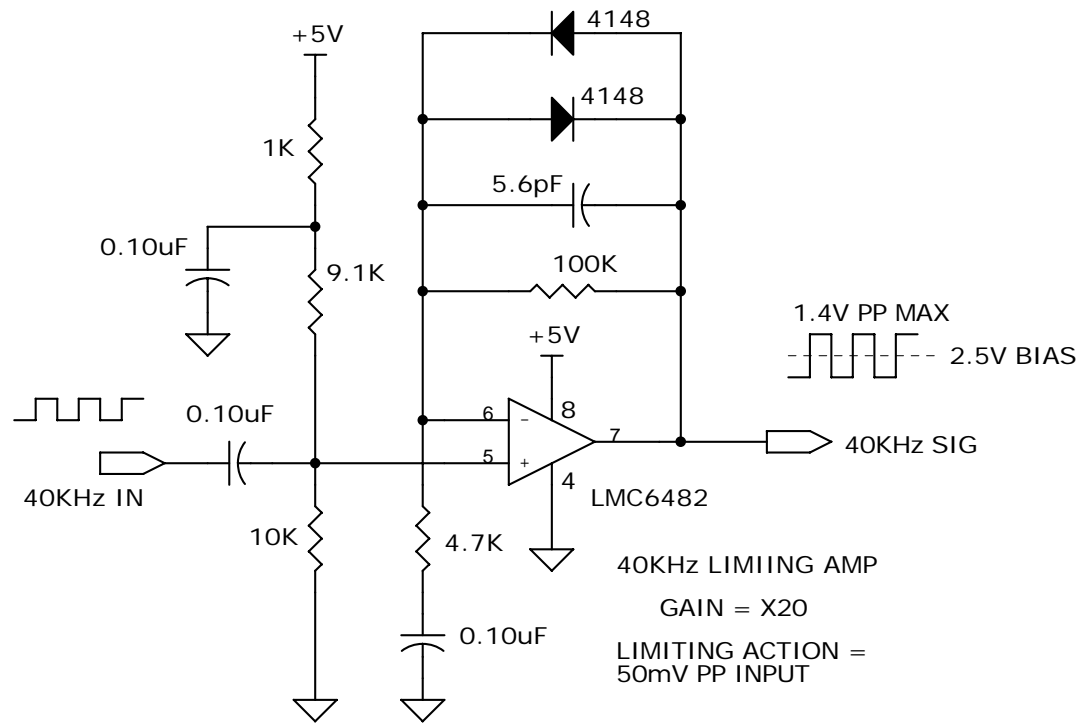 4148
+5V
4148
1K
5.6pF
0.10uF
9.1K
100K
1.4V PP MAX
+5V
2.5V BIAS
0.10uF
6
−
8
7
5
+
40KHz SIG
4
40KHz IN
LMC6482
10K
4.7K
40KHz LIMIING AMP
GAIN = X20
0.10uF
LIMITING ACTION =
50mV PP INPUT